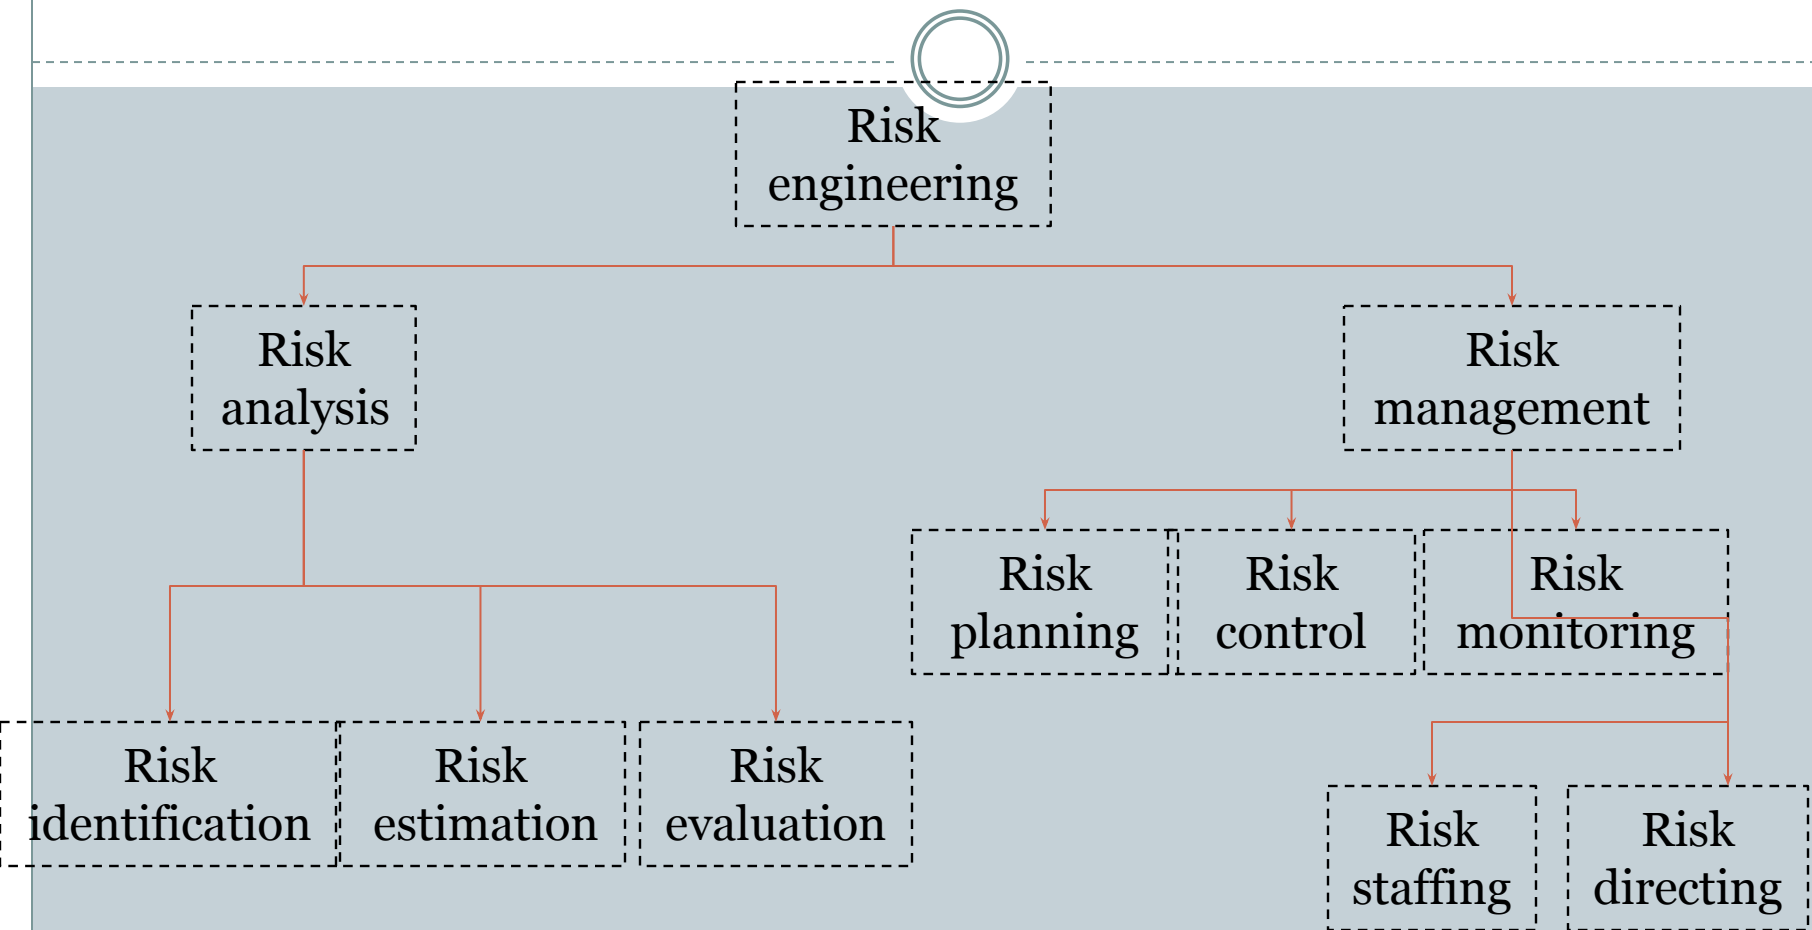 Risk
engineering
Risk
analysis
Risk
management
Risk
planning
Risk
control
Risk
monitoring
Risk
identification
Risk
estimation
Risk
evaluation
Risk
staffing
Risk
directing